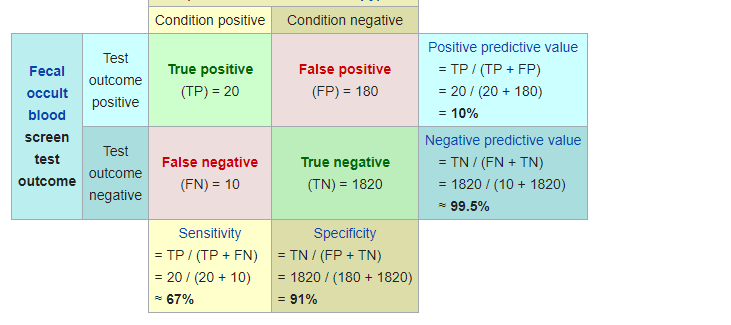 Condition positive
Condition negative
Fecal
occult
blood
screen
test
outcome
Test
outcome
positive
True positive
(TP) = 20
False positive
(FP) = 180
Positive predictive value
= TP / (TP + FP)
= 20 / (20 + 180)
= 10%
Test
outcome
negative
False negative
(FN) = 10
True negative
(TN) = 1820
Negative predictive value
= TN / (FN + TN)
= 1820 / (10 + 1820)
≈ 99.5%
Sensitivity
= TP / (TP + FN)
= 20 / (20 + 10)
≈ 67%
Specificity
= TN / (FP + TN)
= 1820 / (180 + 1820)
= 91%